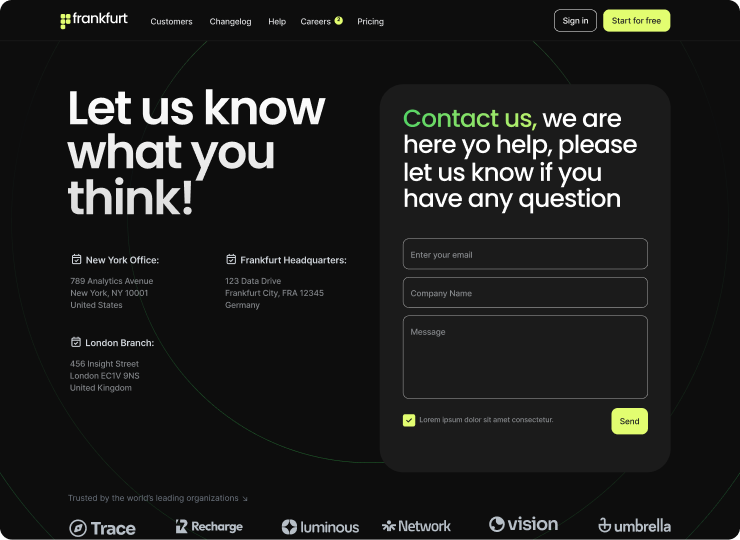 frankfurt
Customers
Changelog
Help
Careers 2
Pricing
Sign in
Start for free
Let us know
what you
think!
New York Office:
789 Analytics Avenue
New York, NY 10001
United States
Frankfurt Headquarters:
123 Data Drive
Frankfurt City, FRA 12345
Germany
London Branch:
456 Insight Street
London EC1V 9NS
United Kingdom
Contact us, we are
here yo help, please
let us know if you
have any question
Enter your email
Company Name
Message
Lorem ipsum dolor sit amet consectetur.
Send
Trusted by the world's leading organizations ↘
Trace
Recharge
luminous
Network
vision
umbrella